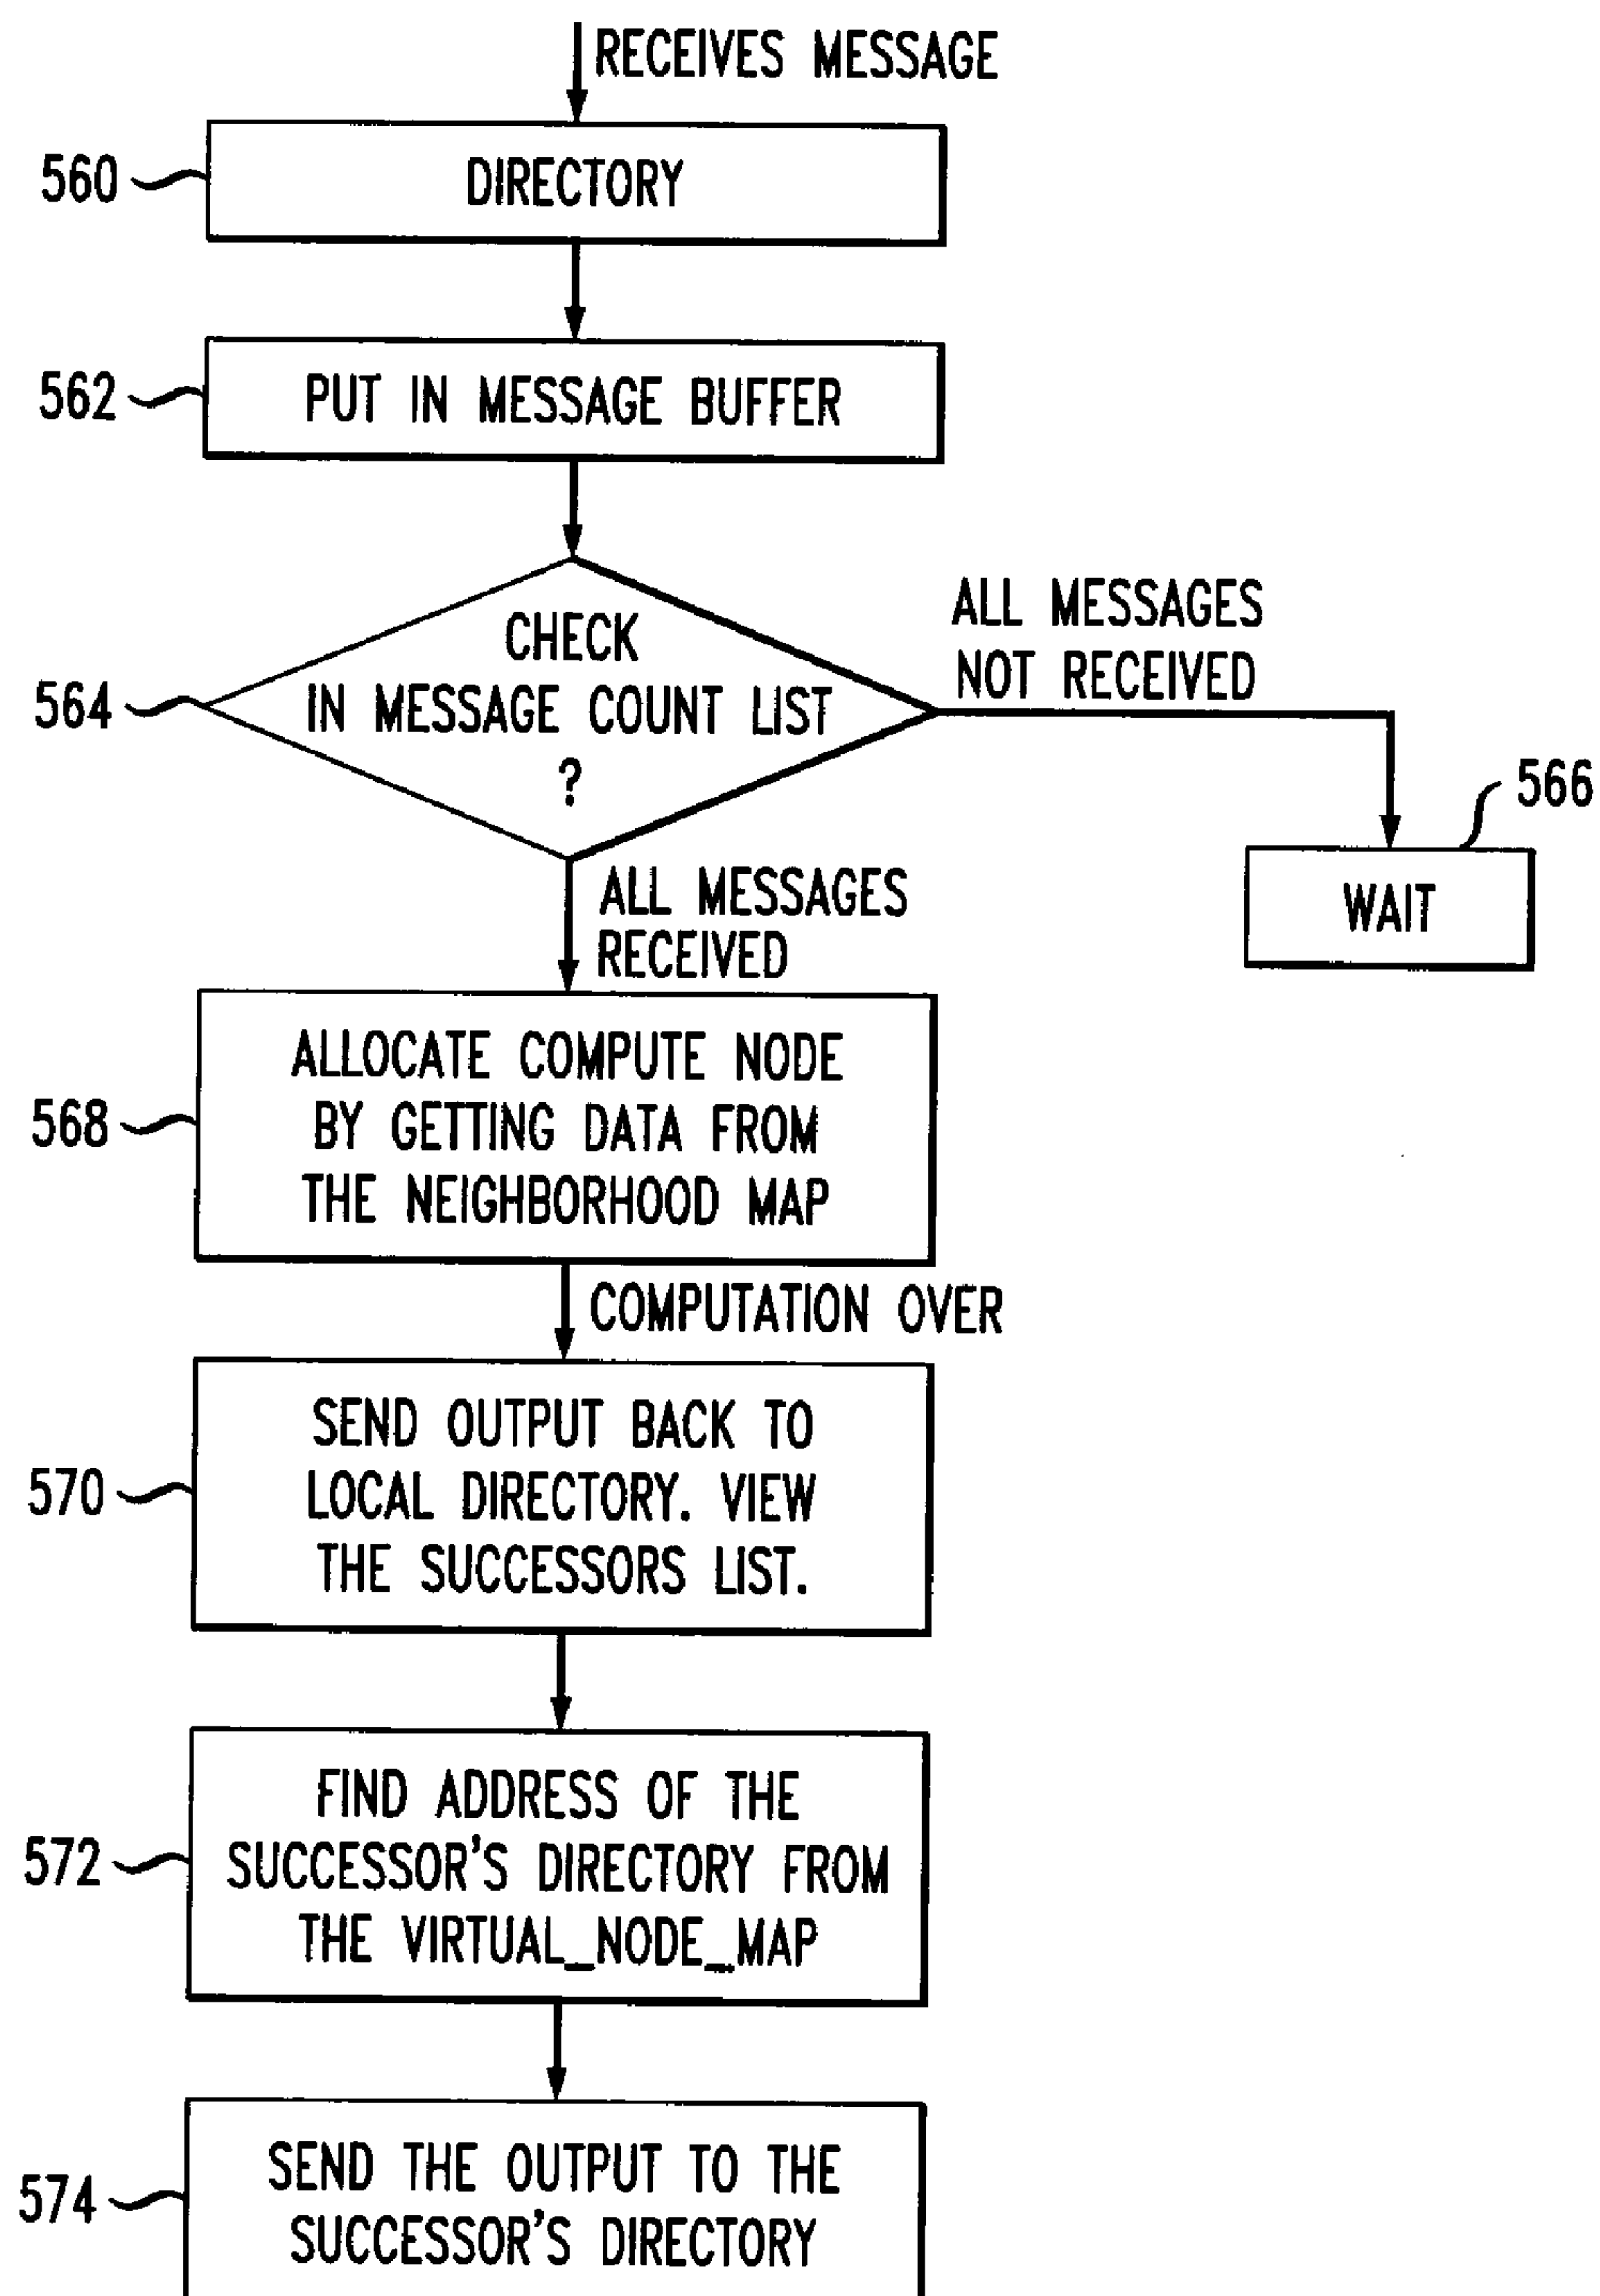 RECEIVES MESSAGE
560
DIRECTORY
562
PUT IN MESSAGE BUFFER
564
CHECK
IN MESSAGE COUNT LIST
?
ALL MESSAGES
NOT RECEIVED
566
WAIT
ALL MESSAGES
RECEIVED
568
ALLOCATE COMPUTE NODE
BY GETTING DATA FROM
THE NEIGHBORHOOD MAP
COMPUTATION OVER
570
SEND OUTPUT BACK TO
LOCAL DIRECTORY. VIEW
THE SUCCESSORS LIST.
572
FIND ADDRESS OF THE
SUCCESSOR'S DIRECTORY FROM
THE VIRTUAL_NODE_MAP
574
SEND THE OUTPUT TO THE
SUCCESSOR'S DIRECTORY